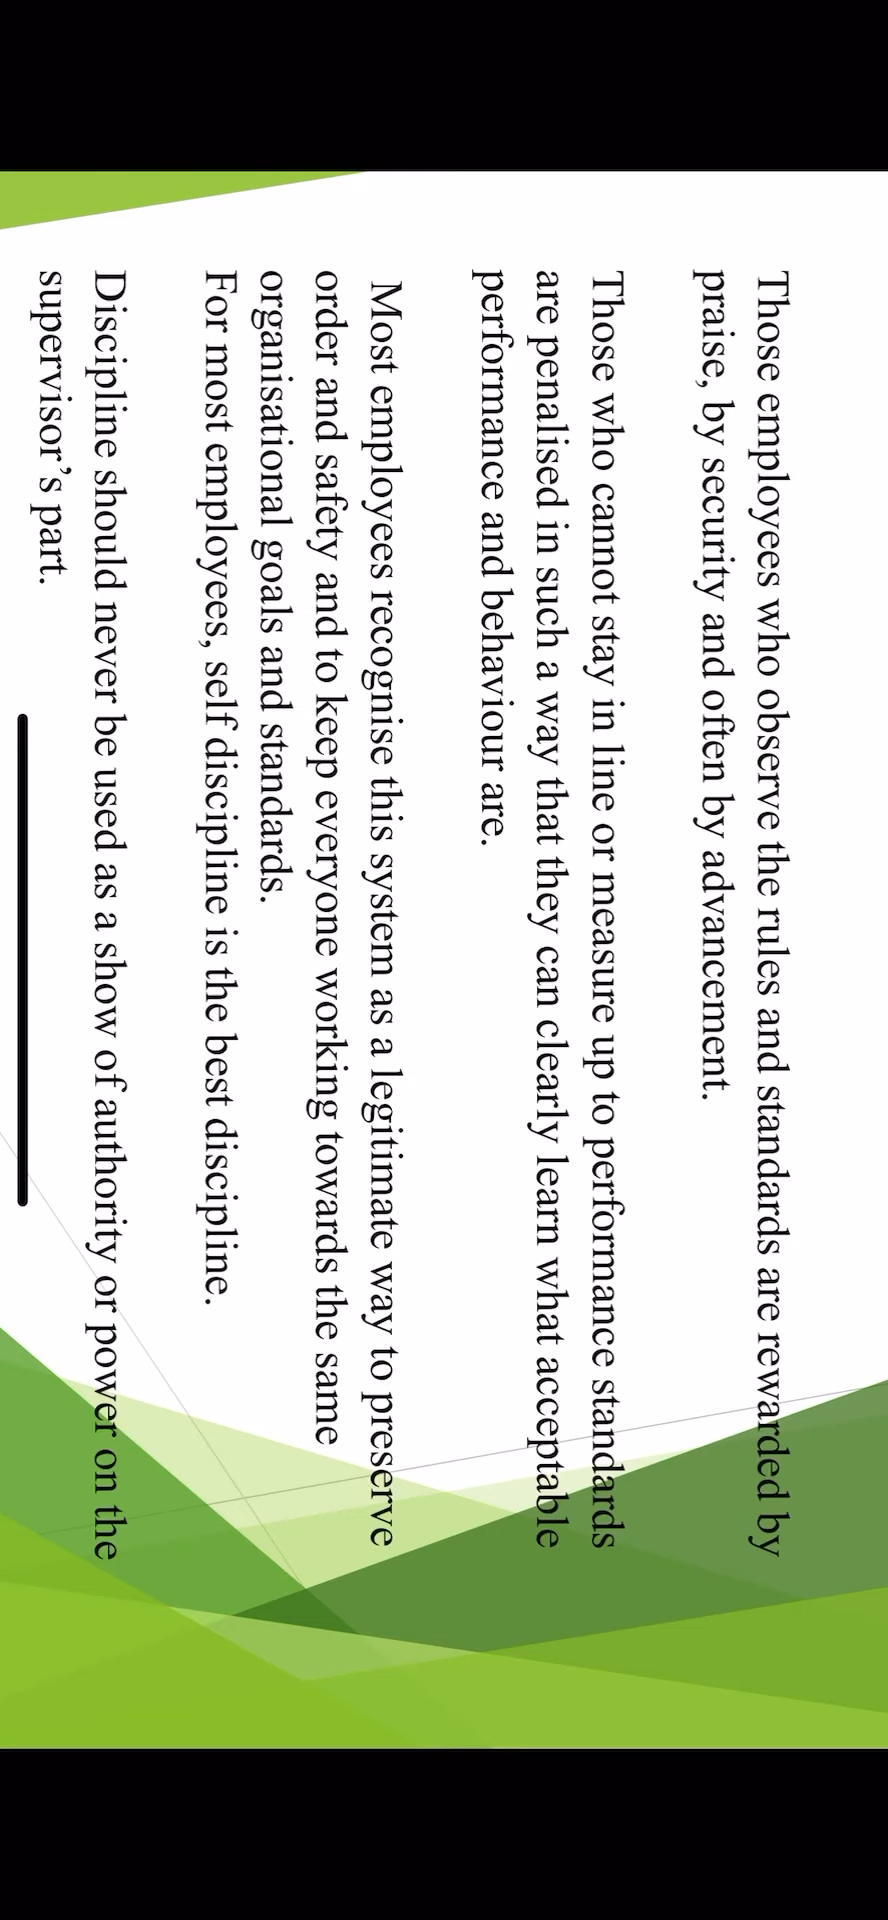 Those employees who observe the rules and standards are rewarded by
praise, by security and often by advancement.
Those who cannot stay in line or measure up to performance standards
are penalised in such a way that they can clearly learn what acceptable
performance and behaviour are.
Most employees recognise this system as a legitimate way to preserve
order and safety and to keep everyone working towards the same
organisational goals and standards.
For most employees, self discipline is the best discipline.
Discipline should never be used as a show of authority or power on the
supervisor’s part.